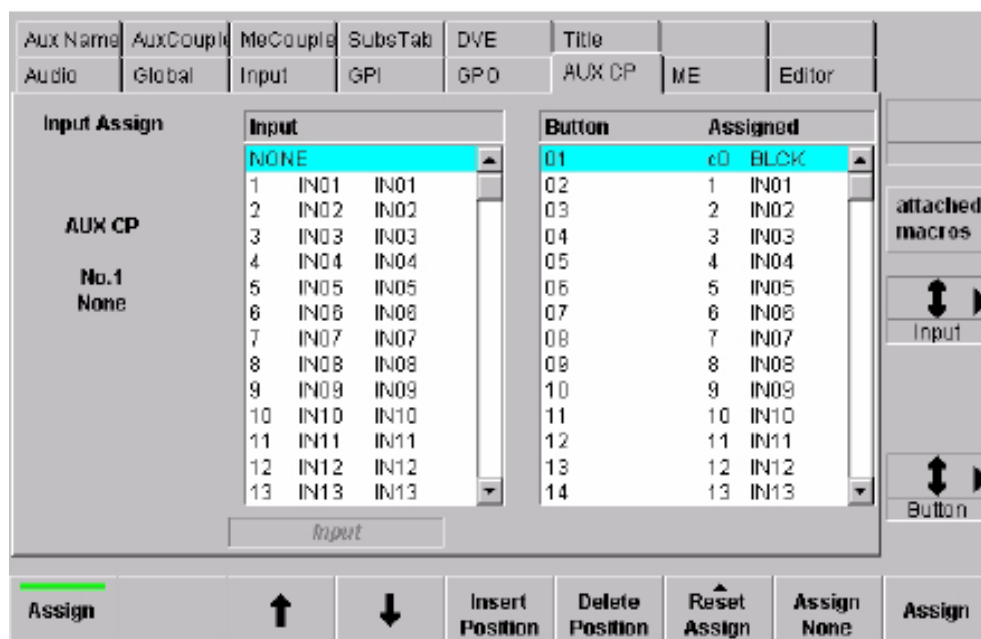 Aux Name AuxCouple MeCouple SubsTab DVE Title
Audio Global Input GPI GPO AUX CP ME Editor
Input Assign
AUX CP
No.1
None
Input
NONE
1 IN01 IN01
2 IN02 IN02
3 IN03 IN03
4 IN04 IN04
5 IN05 IN05
6 IN06 IN06
7 IN07 IN07
8 IN08 IN08
9 IN09 IN09
10 IN10 IN10
11 IN11 IN11
12 IN12 IN12
13 IN13 IN13
Input
Button Assigned
01 c0 BLCK
02 1 IN01
03 2 IN02
04 3 IN03
05 4 IN04
06 5 IN05
07 6 IN06
08 7 IN07
09 8 IN08
10 9 IN09
11 10 IN10
12 11 IN11
13 12 IN12
14 13 IN13
attached
macros
Input
Button
Assign
Insert
Position
Delete
Position
Reset
Assign
Assign
None
Assign